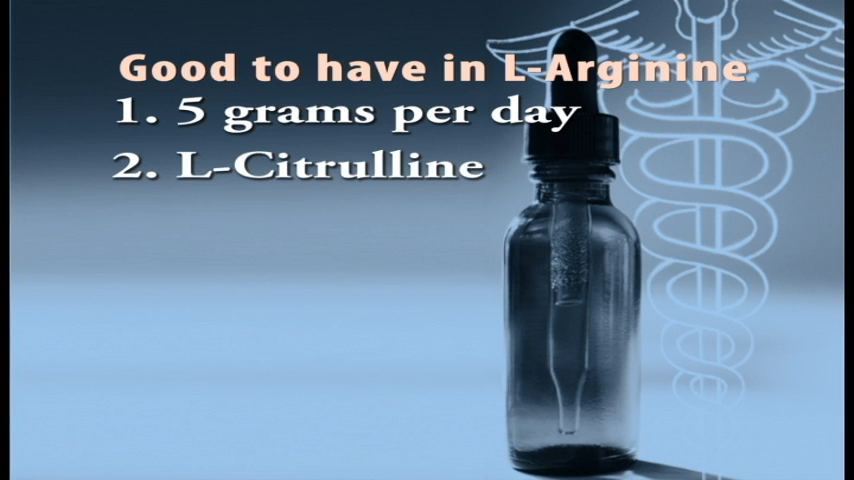 Good to have in L-Arginine
1. 5 grams per day
2. L-Citrulline